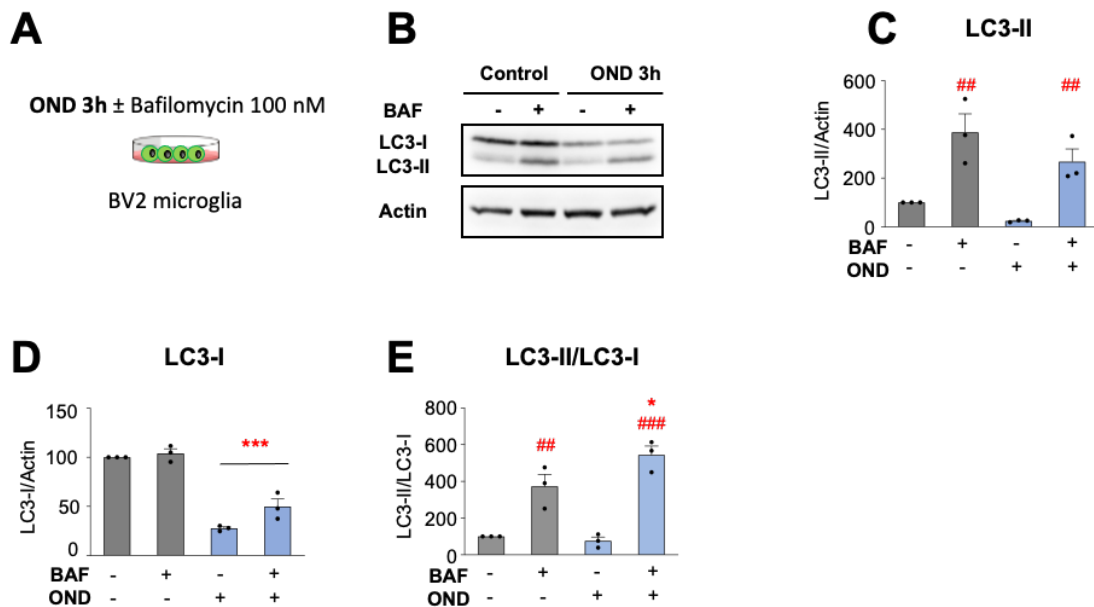 A
OND 3h ± Bafilomycin 100 nM
BV2 microglia
B
Control OND 3h
BAF - + - +
LC3-I
LC3-II
Actin
C
LC3-II
LC3-II/Actin
600
400
200
0
## ##
BAF - + - +
OND - - + +
D
LC3-I
LC3-I/Actin
150
100
50
0
***
BAF - + - +
OND - - + +
E
LC3-II/LC3-I
LC3-II/LC3-I
800
600
400
200
0
*
## ###
BAF - + - +
OND - - + +